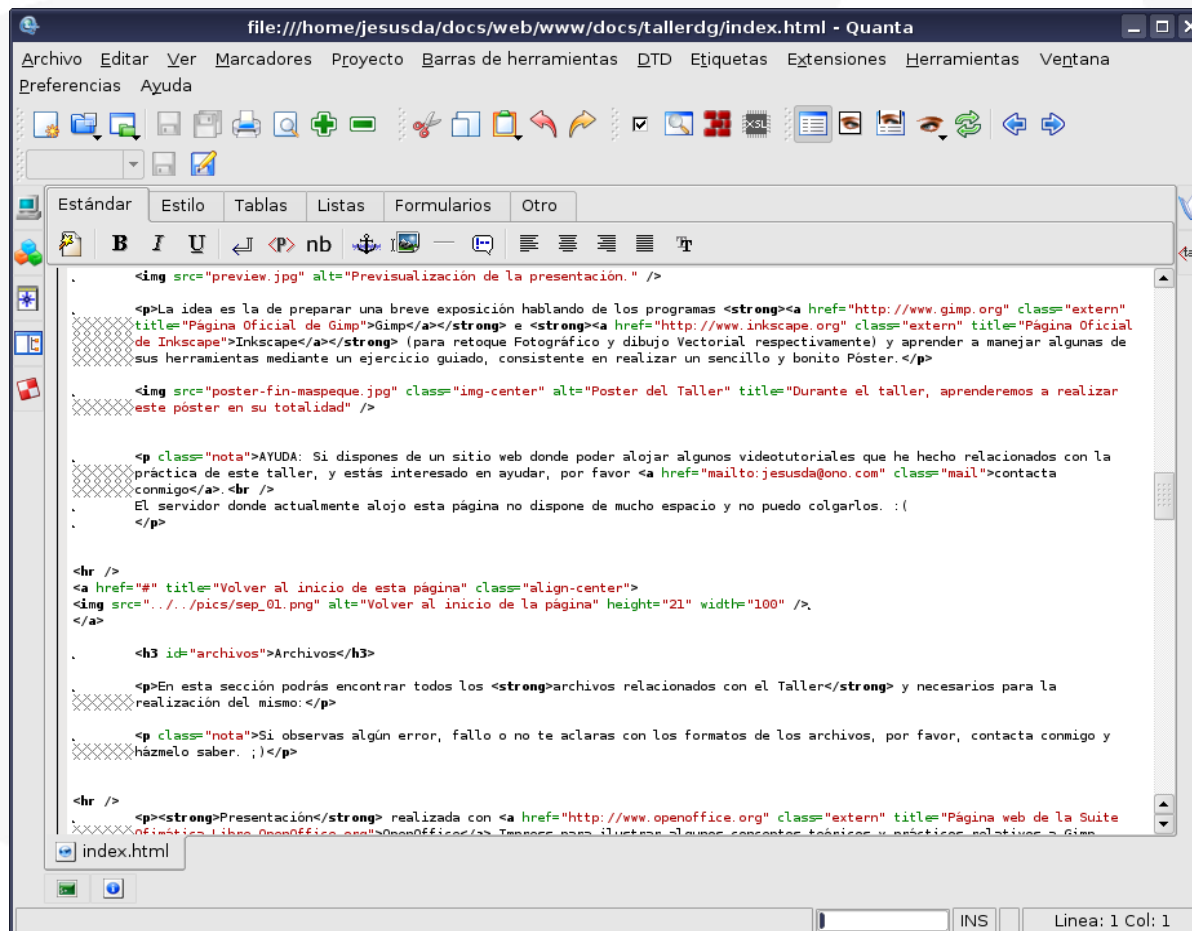 file:///home/jesusda/docs/web/www/docs/tallerdg/index.html - Quanta
Archivo Editar Ver Marcadores Proyecto Barras de herramientas DTD Etiquetas Extensiones Herramientas Ventana
Preferencias Ayuda
XSL
Estándar Estilo Tablas Listas Formularios Otro
B I U <P> nb
<img src="preview.jpg" alt="Previsualización de la presentación." />
<p>La idea es la de preparar una breve exposición hablando de los programas <strong><a href="http://www.gimp.org" class="extern"
title="Página Oficial de Gimp">Gimp</a></strong> e <strong><a href="http://www.inkscape.org" class="extern" title="Página Oficial
de Inkscape">Inkscape</a></strong> (para retoque Fotográfico y dibujo Vectorial respectivamente) y aprender a manejar algunas de
sus herramientas mediante un ejercicio guiado, consistente en realizar un sencillo y bonito Póster.</p>
<img src="poster-fin-maspeque.jpg" class="img-center" alt="Poster del Taller" title="Durante el taller, aprenderemos a realizar
este póster en su totalidad" />
<p class="nota">AYUDA: Si dispones de un sitio web donde poder alojar algunos videotutoriales que he hecho relacionados con la
práctica de este taller, y estás interesado en ayudar, por favor <a href="mailto:jesusda@ono.com" class="mail">contacta
conmigo</a>.<br />
El servidor donde actualmente alojo esta página no dispone de mucho espacio y no puedo colgarlos. :(
</p>
<hr />
<a href="#" title="Volver al inicio de esta página" class="align-center">
<img src="../../pics/sep_01.png" alt="Volver al inicio de la página" height="21" width="100" />
</a>
<h3 id="archivos">Archivos</h3>
<p>En esta sección podrás encontrar todos los <strong>archivos relacionados con el Taller</strong> y necesarios para la
realización del mismo:</p>
<p class="nota">Si observas algún error, fallo o no te aclaras con los formatos de los archivos, por favor, contacta conmigo y
házmelo saber. ;)</p>
<hr />
<p><strong>Presentación</strong> realizada con <a href="http://www.openoffice.org" class="extern" title="Página web de la Suite
Ofimática Libre OpenOffice.org">OpenOffice</a> Impress para ilustrar algunos conceptos teóricos y prácticos relativos a Gimp
index.html
INS Linea: 1 Col: 1